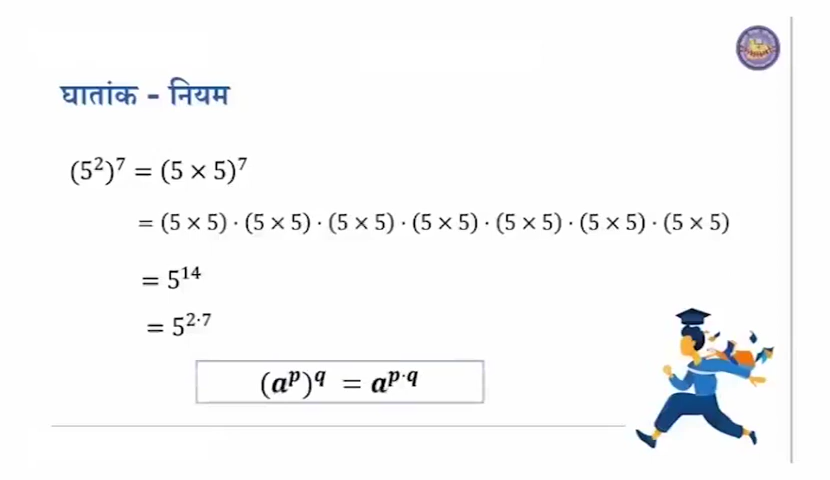 घातांक - नियम
(5²)⁷ = (5 × 5)⁷
= (5 × 5) · (5 × 5) · (5 × 5) · (5 × 5) · (5 × 5) · (5 × 5) · (5 × 5)
= 5¹⁴
= 5^{2·7}
(a^p)^q = a^{p·q}